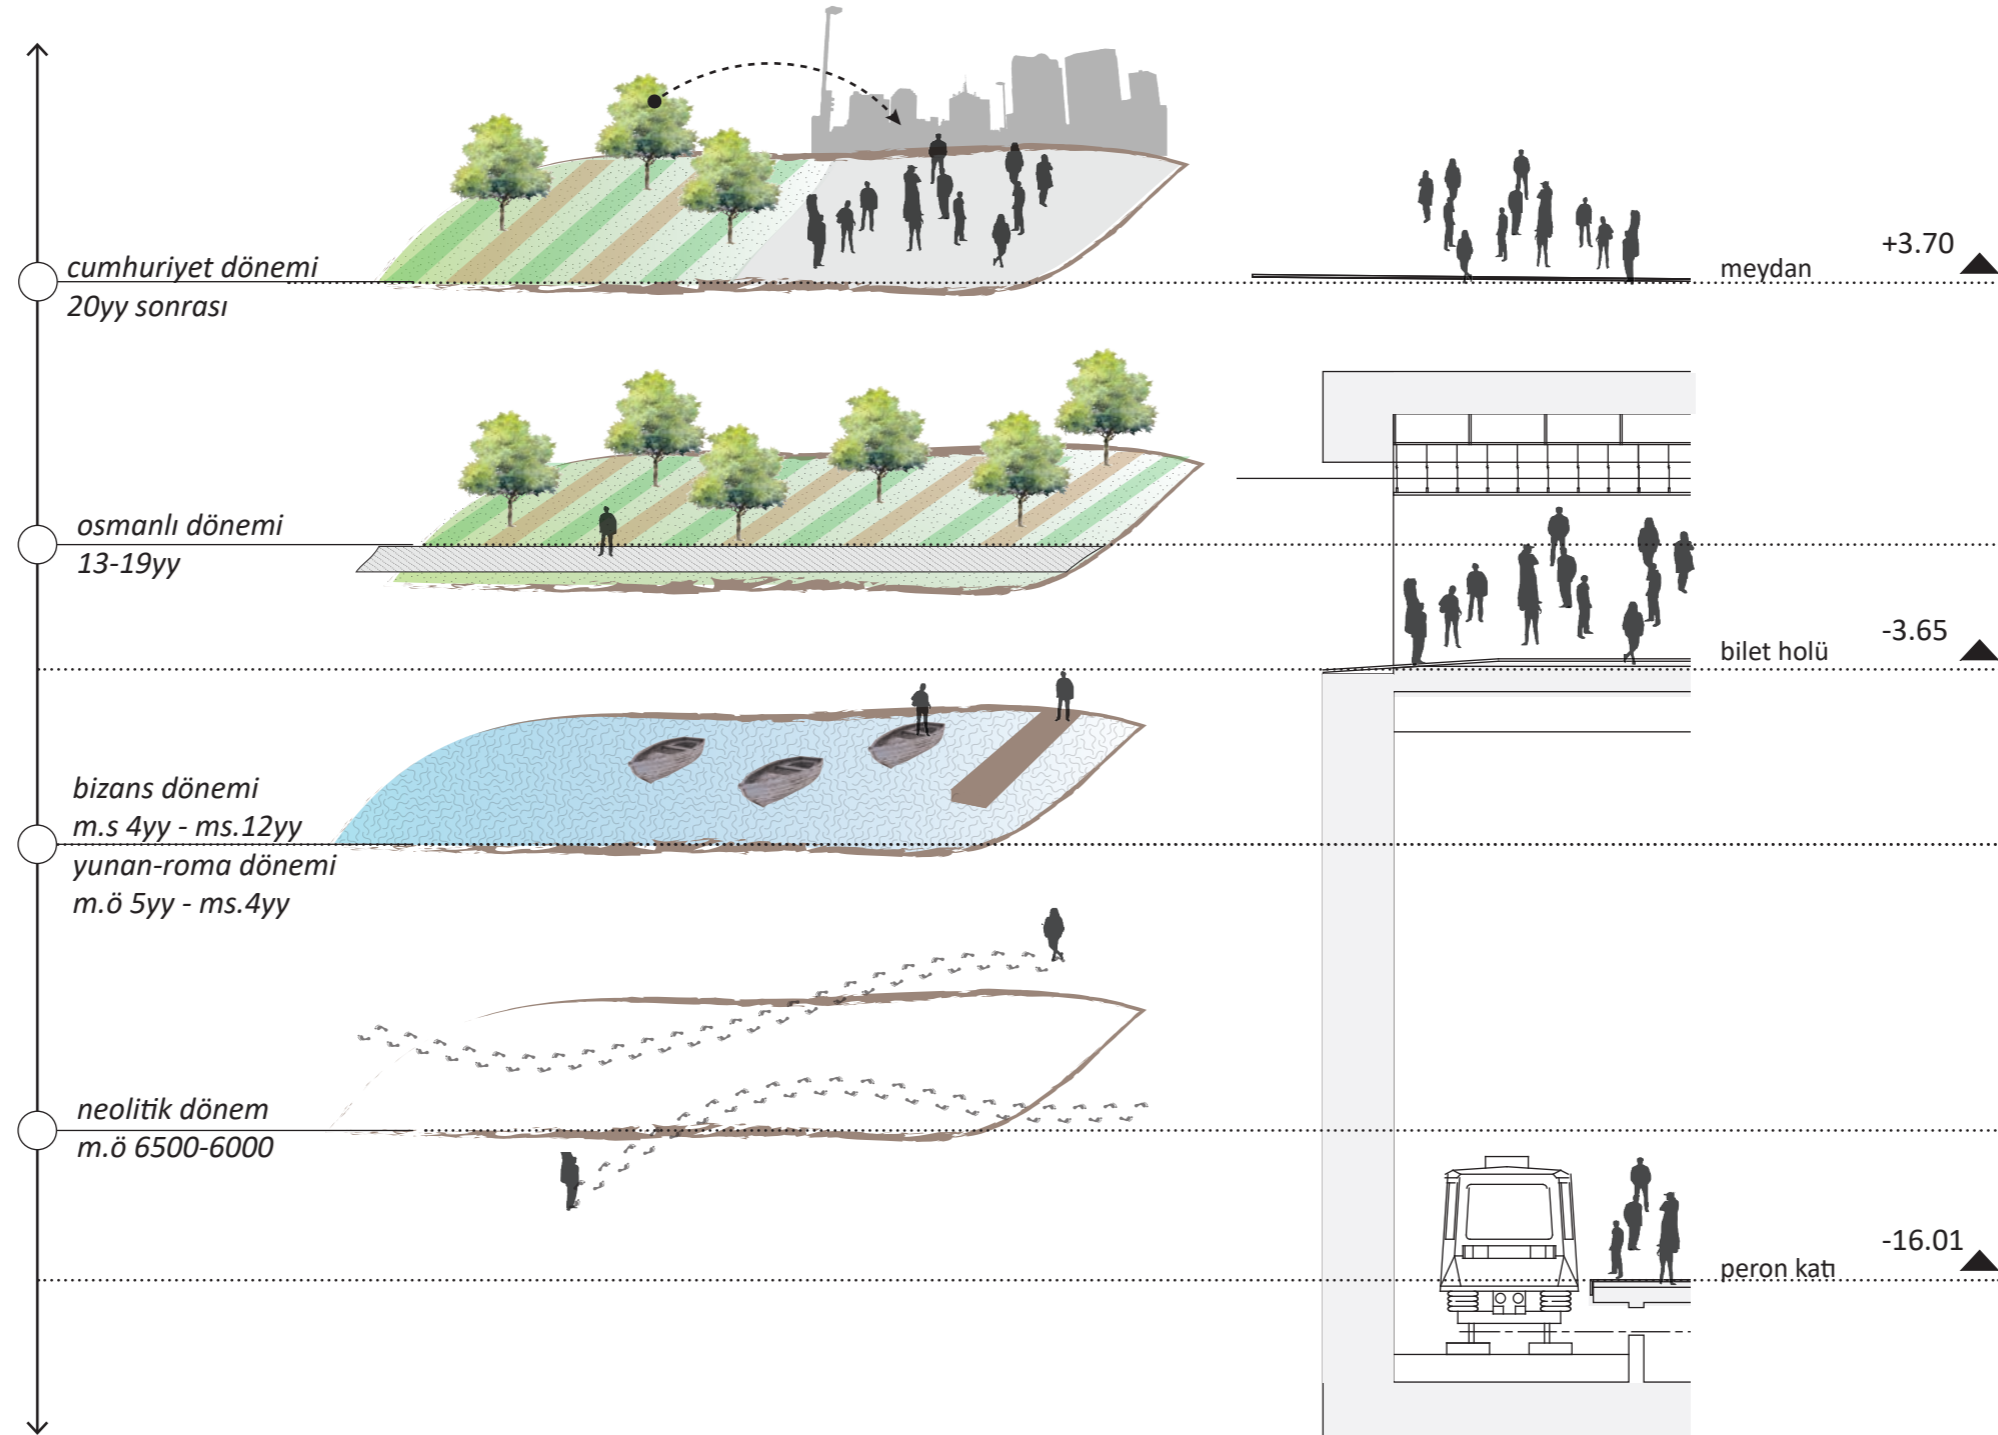 cumhuriyet dönemi
20yy sonrası
meydan
+3.70
osmanlı dönemi
13-19yy
bilet holü
-3.65
bizans dönemi
m.s 4yy - ms.12yy
yunan-roma dönemi
m.ö 5yy - ms.4yy
neolitik dönem
m.ö 6500-6000
peron katı
-16.01